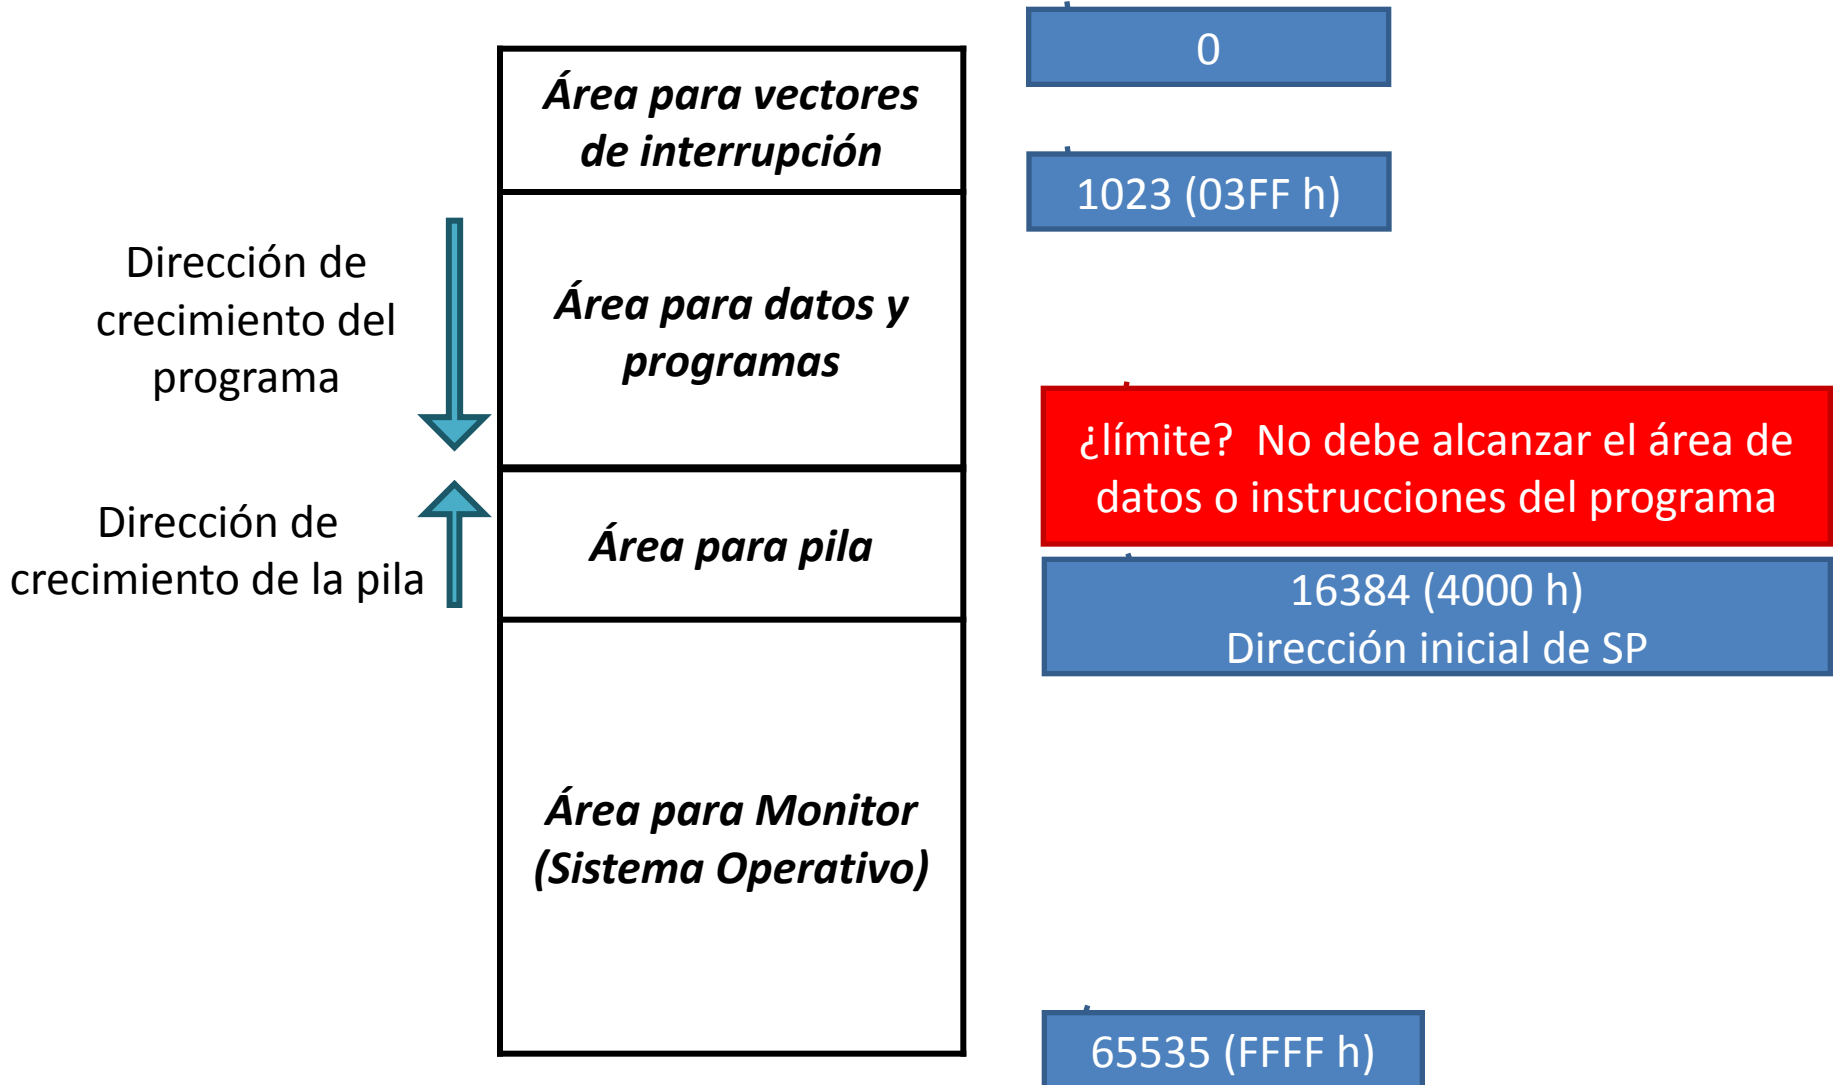 0
Área para vectores
de interrupción
1023 (03FF h)
Dirección de
crecimiento del
programa
Área para datos y
programas
¿límite? No debe alcanzar el área de
datos o instrucciones del programa
Dirección de
crecimiento de la pila
Área para pila
16384 (4000 h)
Dirección inicial de SP
Área para Monitor
(Sistema Operativo)
65535 (FFFF h)